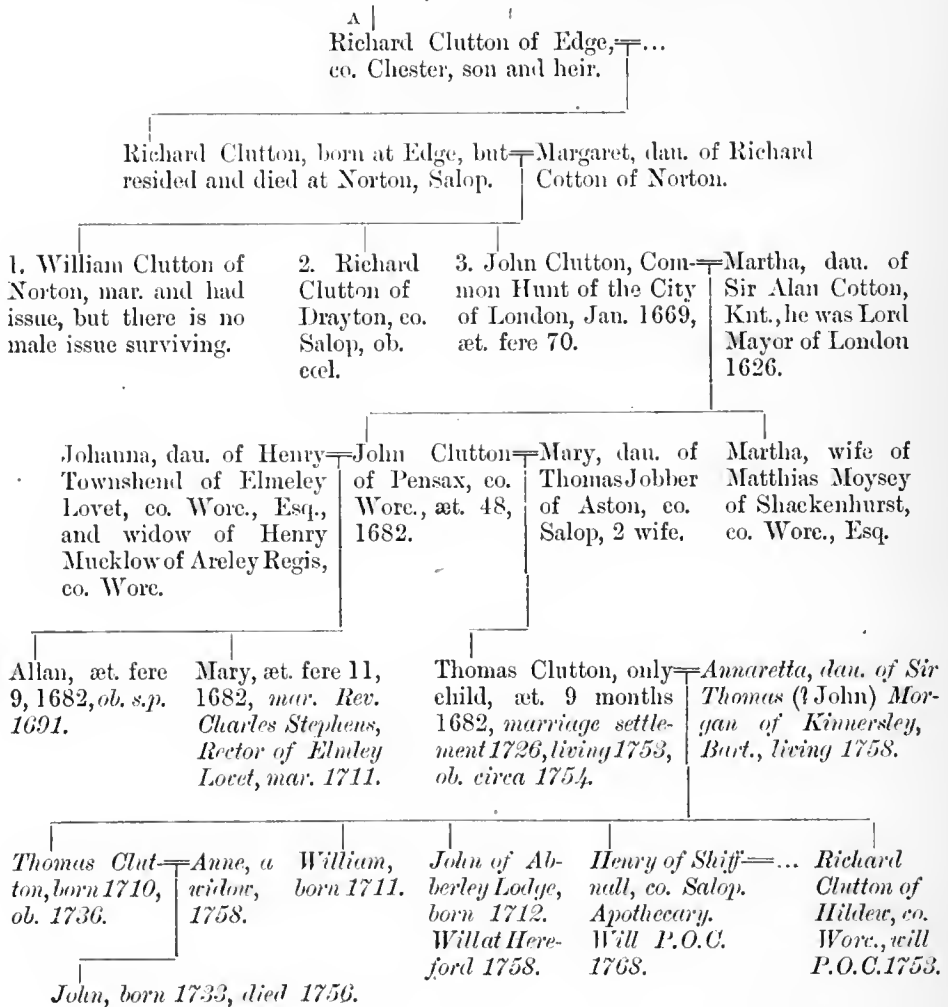 A
Richard Clutton of Edge,=...
co. Chester, son and heir.
Richard Clutton, born at Edge, but=Margaret, dau. of Richard
resided and died at Norton, Salop. Cotton of Norton.
1. William Clutton of
Norton, mar. and had
issue, but there is no
male issue surviving.
2. Richard
Clutton of
Drayton, co.
Salop, ob.
cœl.
3. John Clutton, Com-
mon Hunt of the City
of London, Jan. 1669,
æt. fere 70.
=Martha, dau. of
Sir Alan Cotton,
Knt., he was Lord
Mayor of London
1626.
Johanna, dau. of Henry
Townshend of Elmeley
Lovet, co. Worc., Esq.,
and widow of Henry
Mucklow of Areley Regis,
co. Worc.
=John Clutton=
of Pensax, co.
Worc., æt. 48,
1682.
Mary, dau. of
Thomas Jobber
of Aston, co.
Salop, 2 wife.
Martha, wife of
Matthias Moysey
of Shackenhurst,
co. Worc., Esq.
Allan, æt. fere
9, 1682, ob. s.p.
1691.
Mary, æt. fere 11,
1682, mar. Rev.
Charles Stephens,
Rector of Elmley
Lovet, mar. 1711.
Thomas Clutton, only
child, æt. 9 months
1682, marriage settle-
ment 1726, living 1753,
ob. circa 1754.
=Annaretta, dau. of Sir
Thomas (? John) Mor-
gan of Kinnersley,
Bart., living 1758.
Thomas Clut-
ton, born 1710,
ob. 1736.
=Anne, a
widow,
1758.
William,
born 1711.
John of Ab-
berley Lodge,
born 1712.
Will at Here-
ford 1758.
Henry of Shiff-
nall, co. Salop.
Apothecary.
Will P.O.C.
1768.
=...
Richard
Clutton of
Hildew, co.
Worc., will
P.O.C. 1753.
John, born 1733, died 1756.